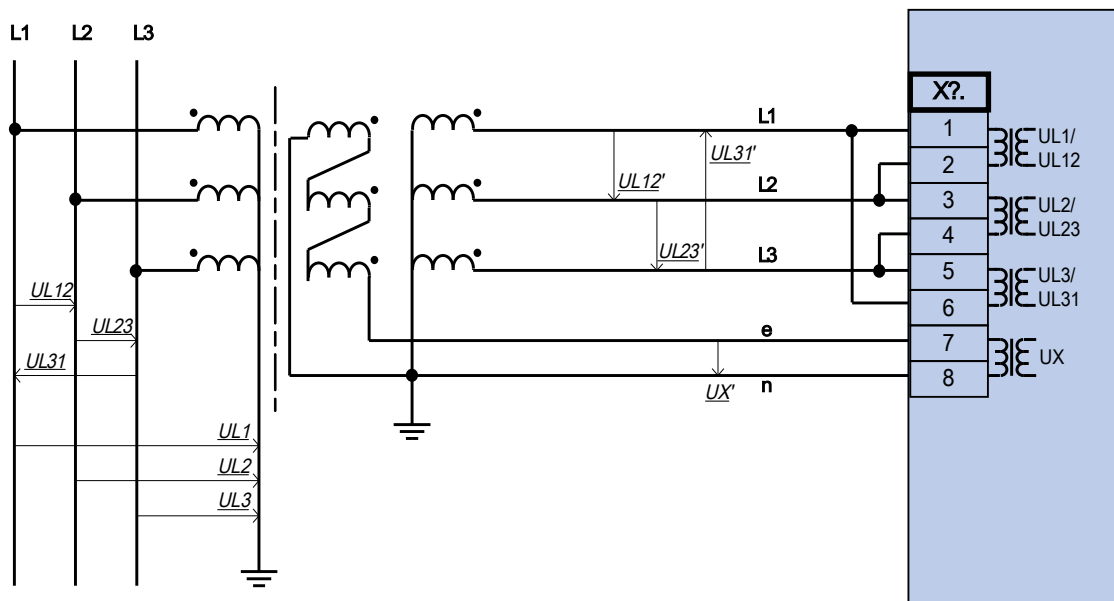 L1 L2 L3
X?.
L1
1
UL1/
UL31'
2
UL12
UL12'
L2
3
UL2/
4
UL23
UL23'
L3
5
UL3/
UL12
6
UL31
UL23
e
7
UL31
8
UX
UX'
n
UL1
UL2
UL3